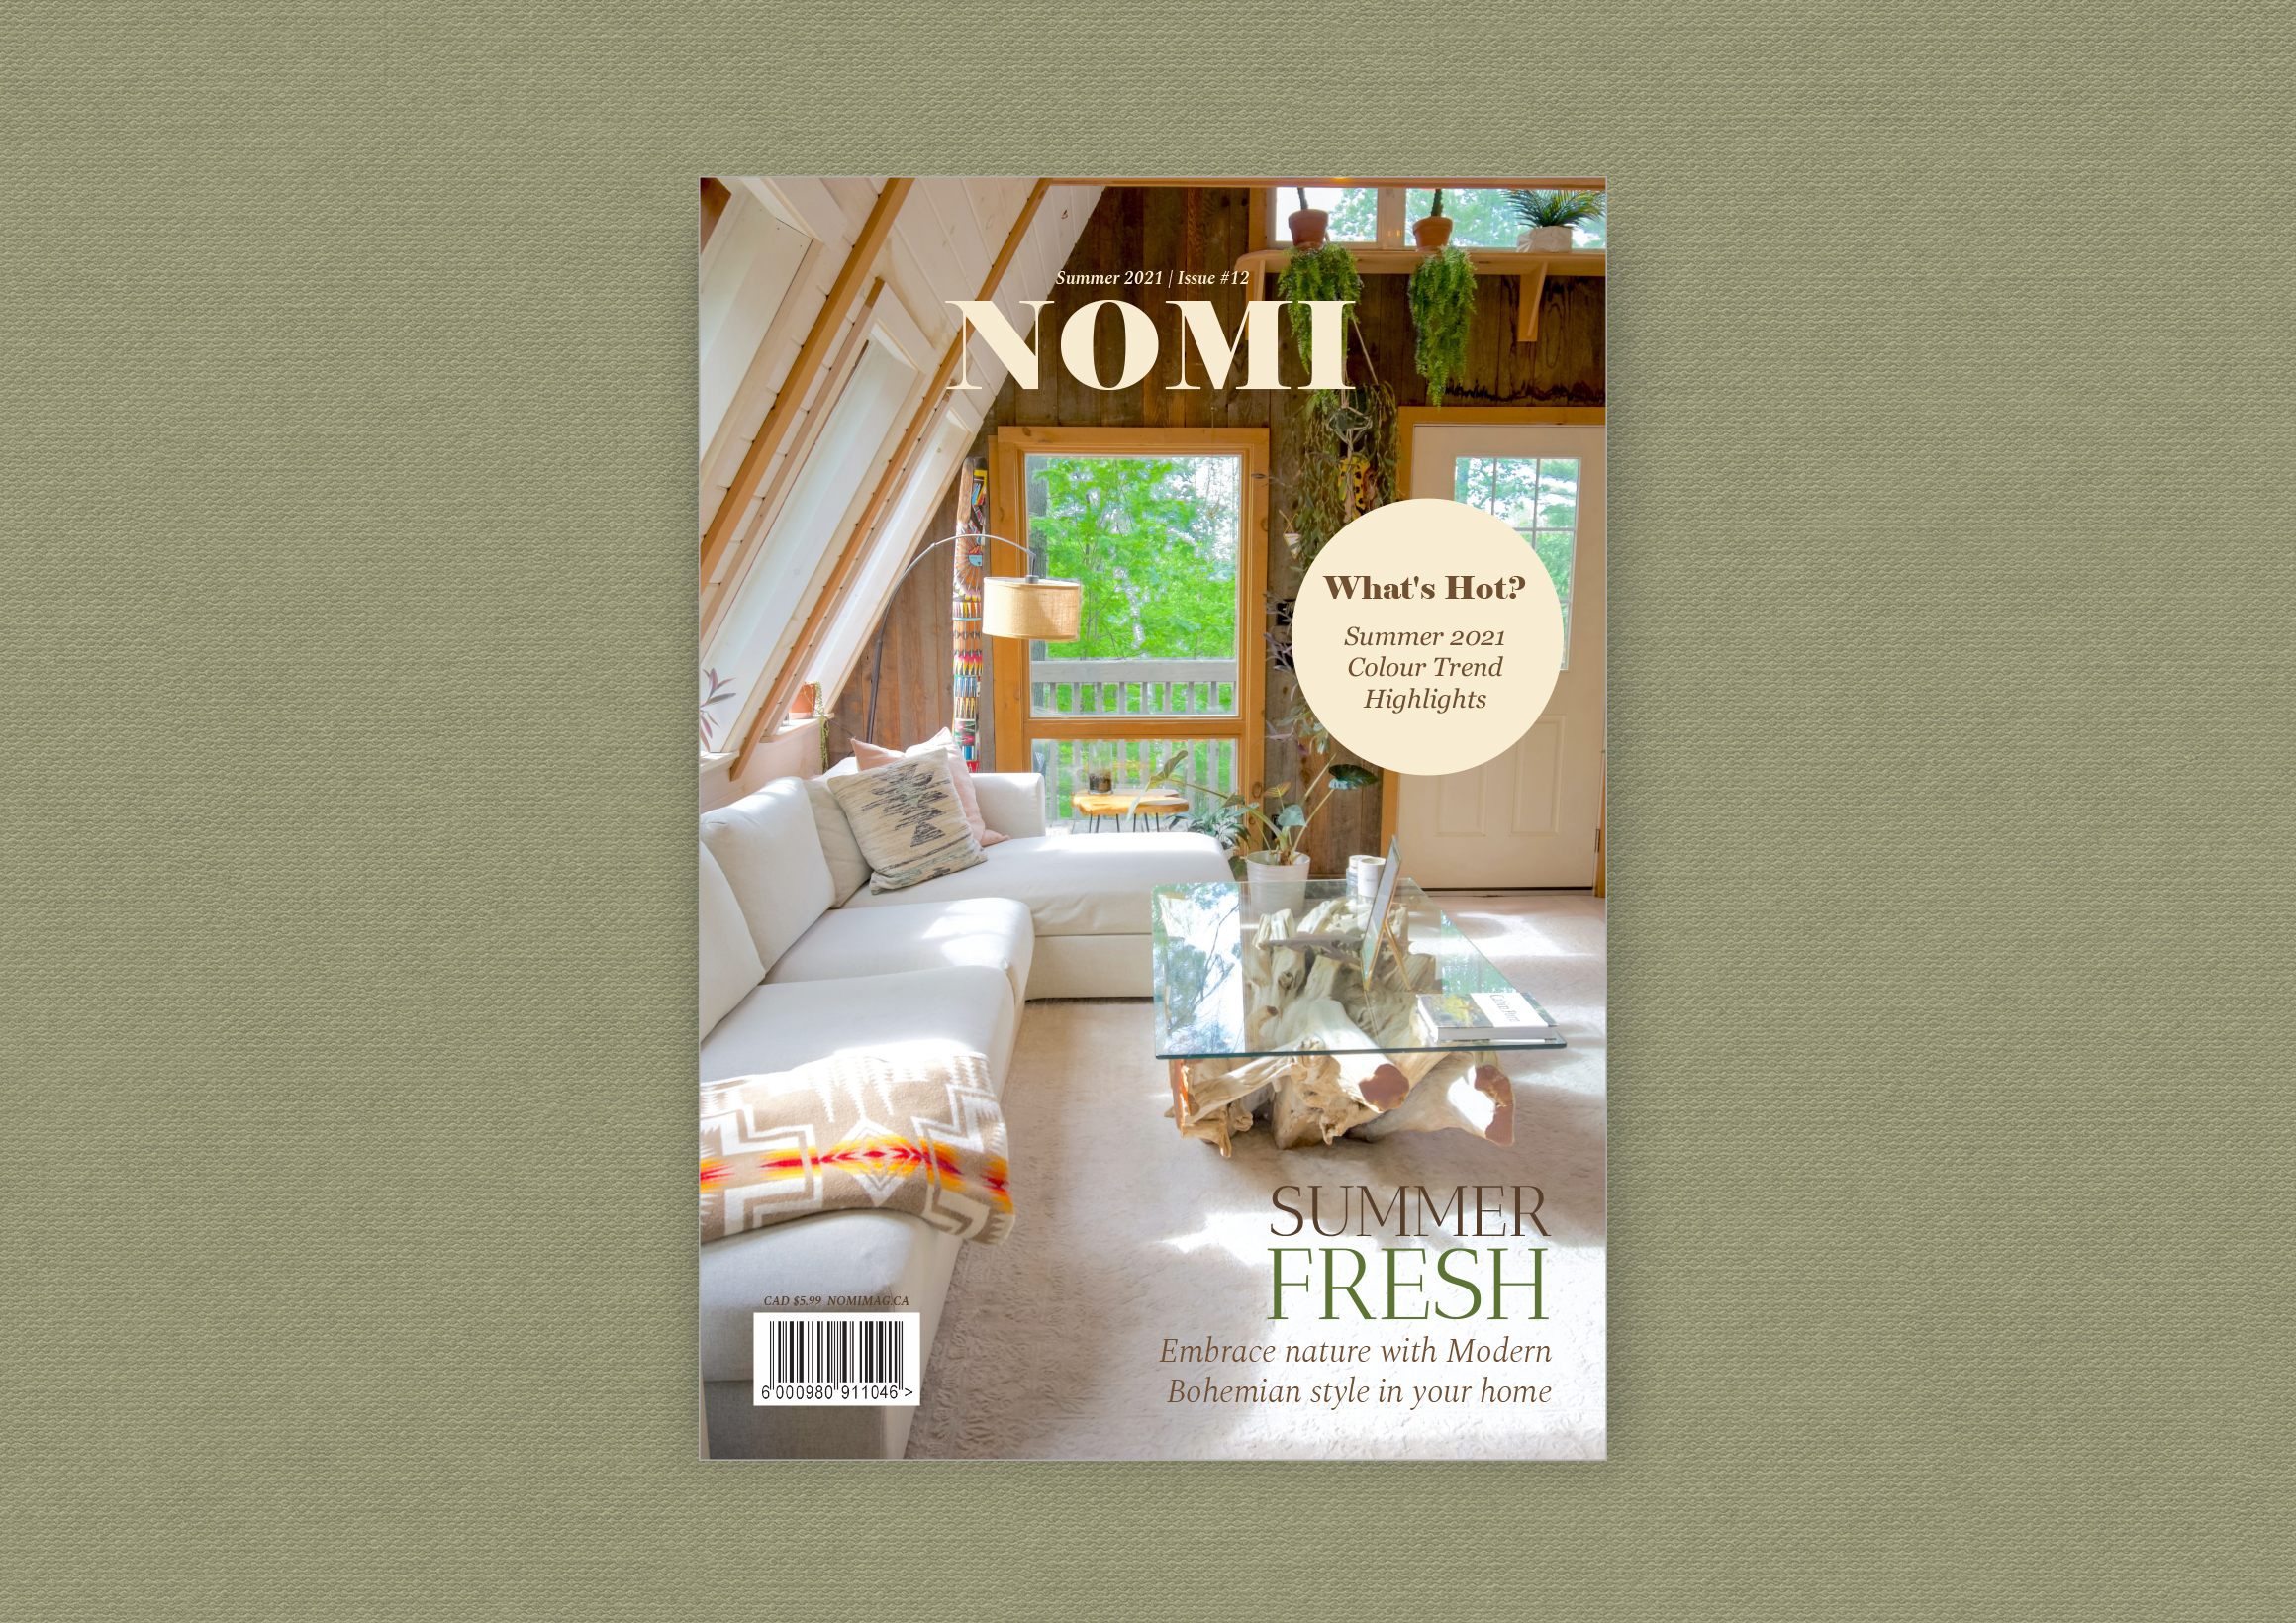 Summer 2021 | Issue #12
NOMI
What's Hot?
Summer 2021
Colour Trend
Highlights
SUMMER
FRESH
Embrace nature with Modern
Bohemian style in your home
CAD $5.99 NOMIMAG.CA
6 000980 911046 >